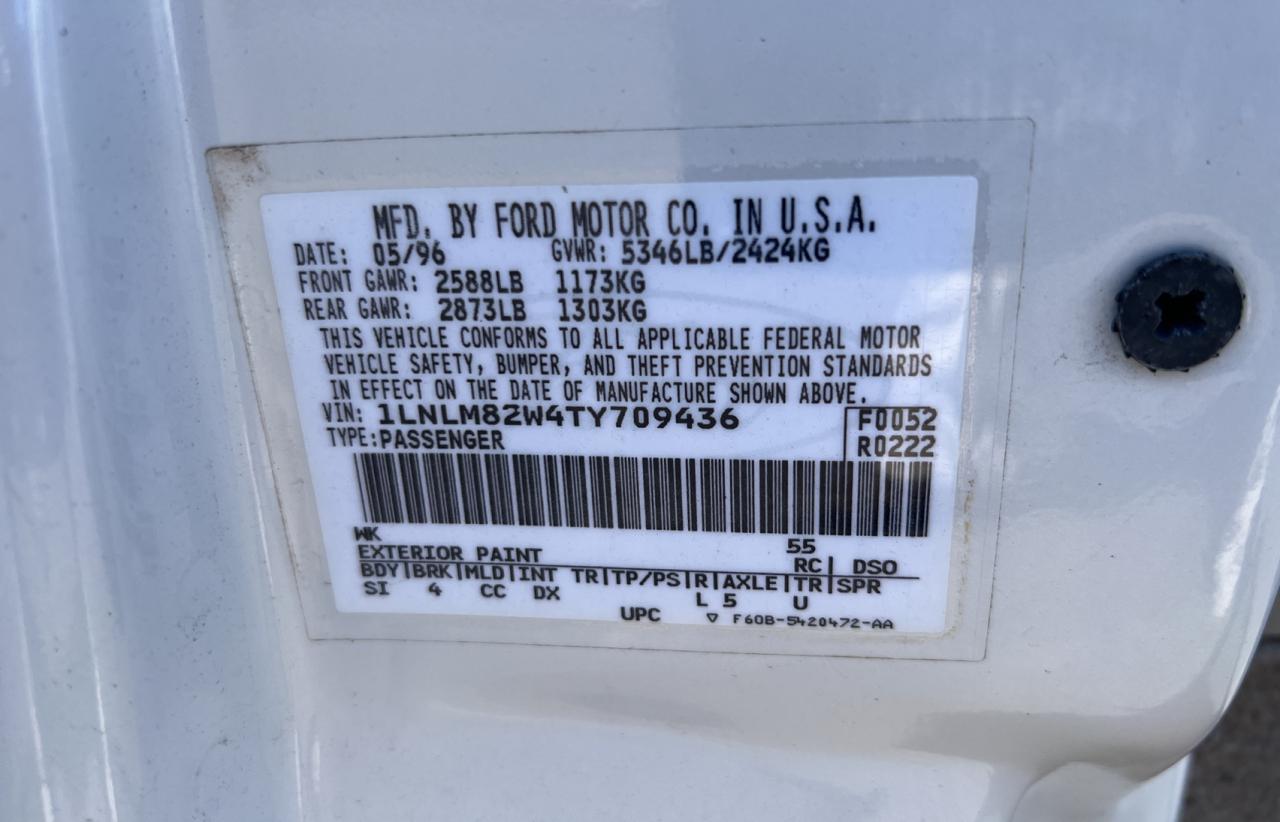 MFD. BY FORD MOTOR CO. IN U.S.A.
DATE: 05/96 GVWR: 5346LB/2424KG
FRONT GAWR: 2588LB 1173KG
REAR GAWR: 2873LB 1303KG
THIS VEHICLE CONFORMS TO ALL APPLICABLE FEDERAL MOTOR
VEHICLE SAFETY, BUMPER, AND THEFT PREVENTION STANDARDS
IN EFFECT ON THE DATE OF MANUFACTURE SHOWN ABOVE.
VIN: 1LNLM82W4TY709436 F0052
TYPE:PASSENGER R0222
WK 55
EXTERIOR PAINT RC| DSO
BDY|BRK|MLD|INT TR|TP/PS|R|AXLE|TR|SPR
SI 4 CC DX L 5 U
UPC ▽ F60B-5420472-AA